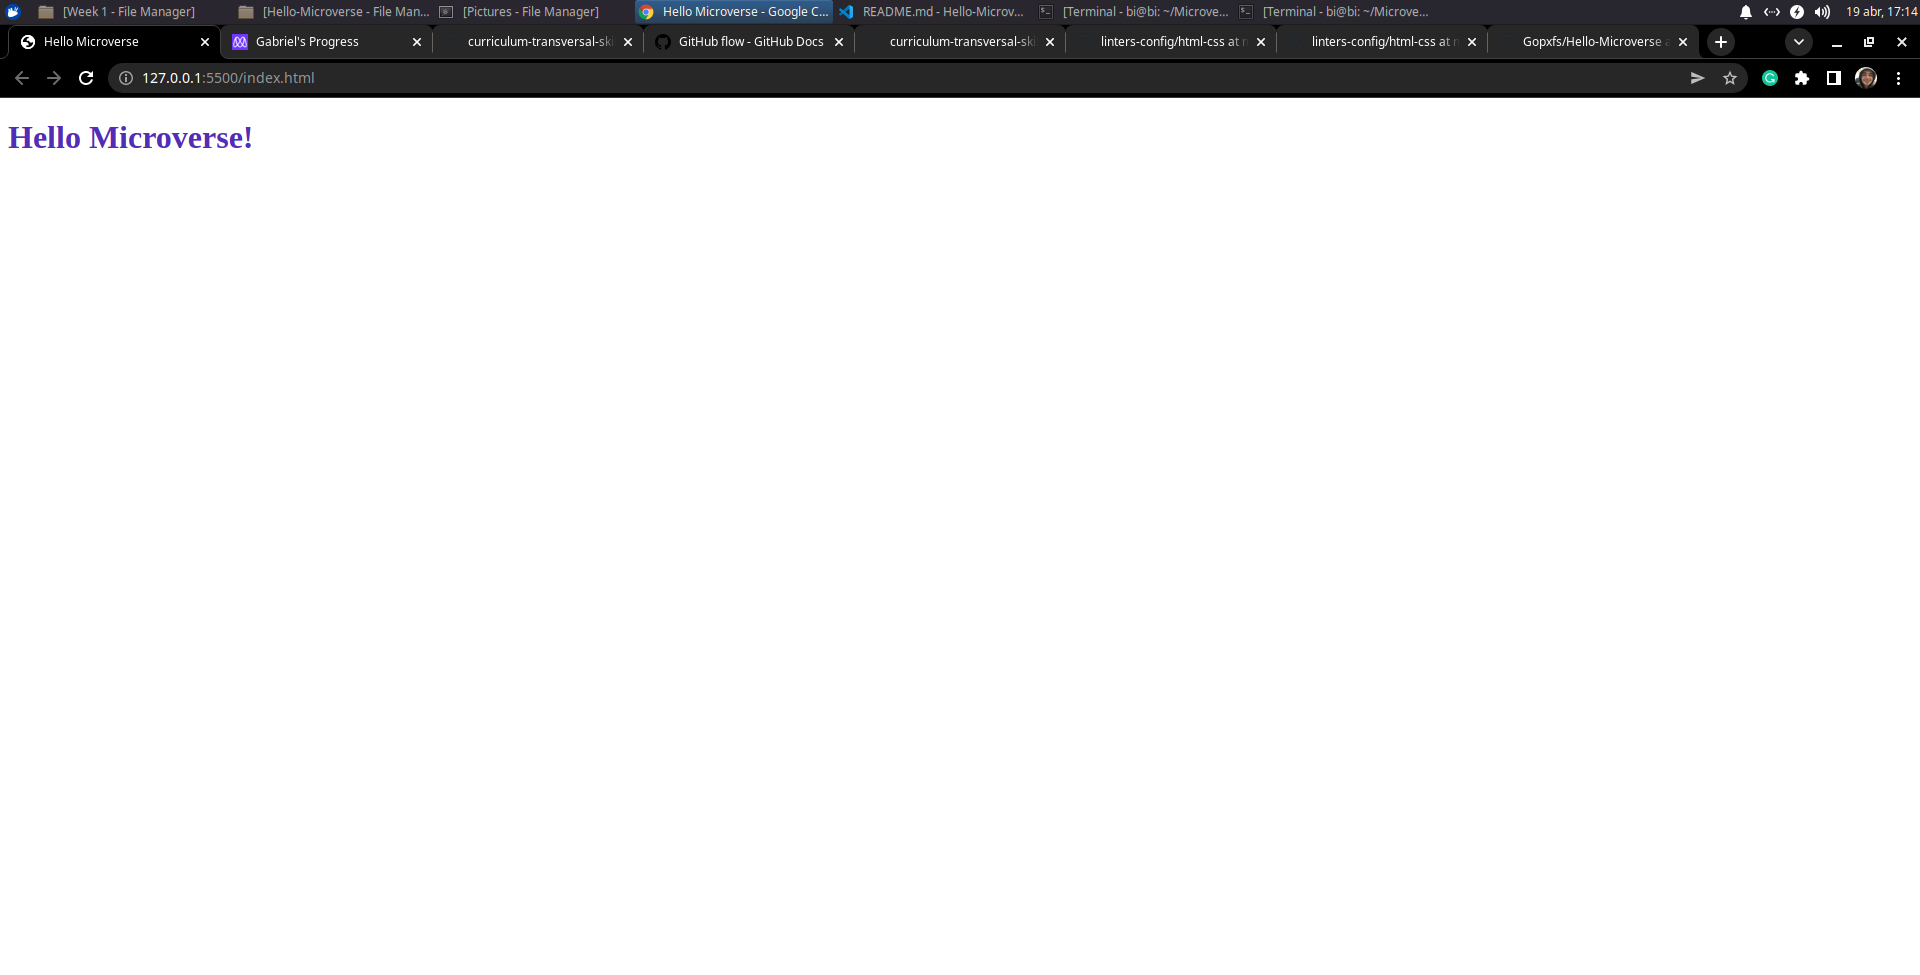 [Week 1 - File Manager] [Hello-Microverse - File Man... [Pictures - File Manager] Hello Microverse - Google C... README.md - Hello-Microv... [Terminal - bi@bi: ~/Microve... [Terminal - bi@bi: ~/Microve... 19 abr, 17:14
Hello Microverse Gabriel's Progress curriculum-transversal-ski GitHub flow - GitHub Docs curriculum-transversal-ski linters-config/html-css at linters-config/html-css at Gopxfs/Hello-Microverse
127.0.0.1:5500/index.html
Hello Microverse!